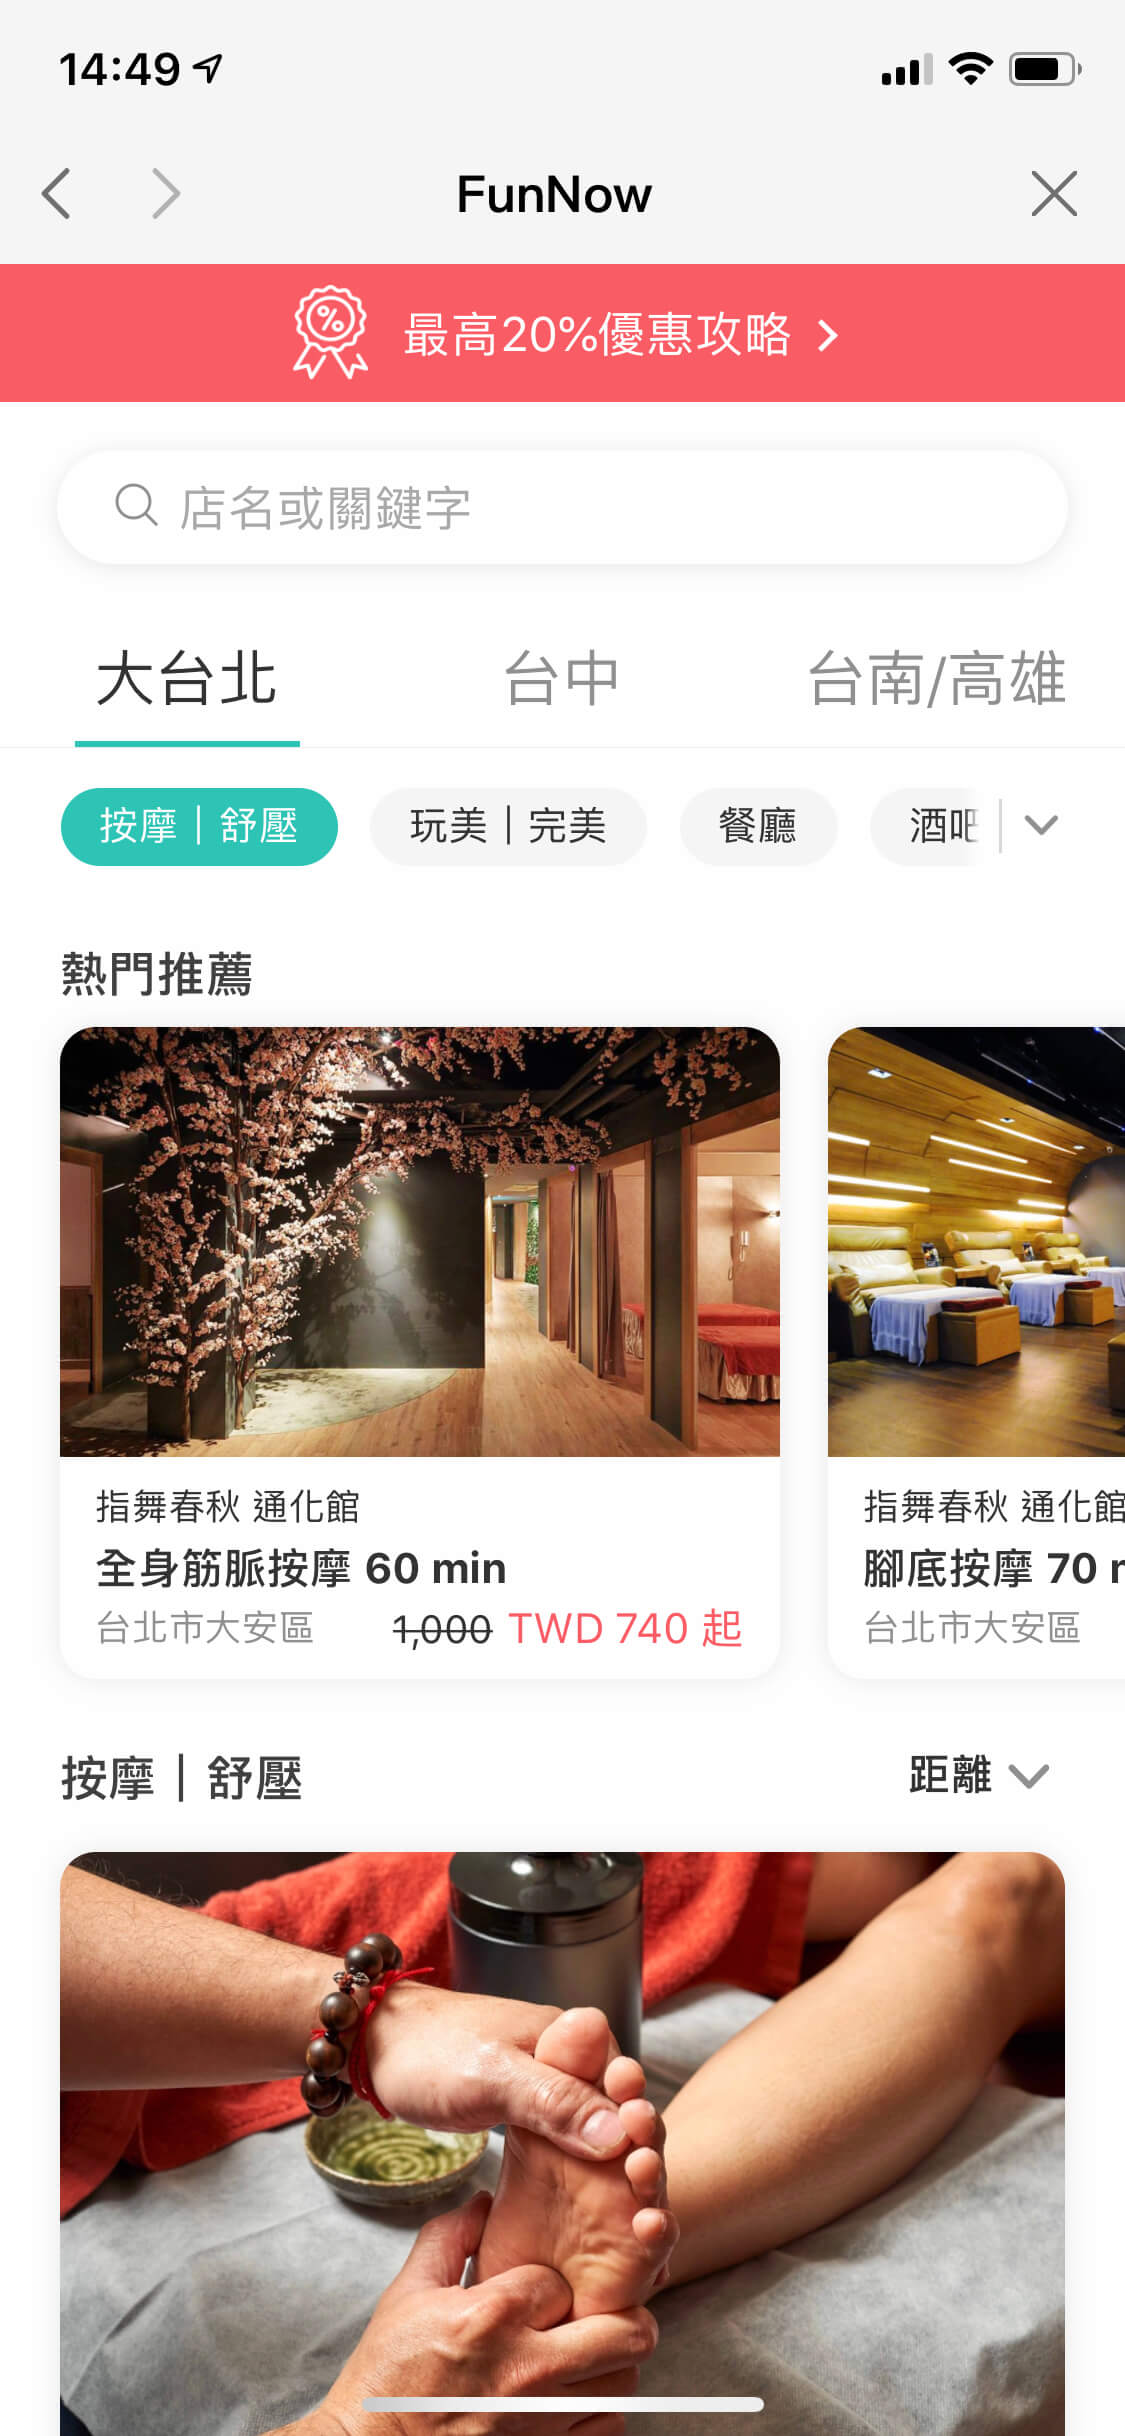 14:49
FunNow
最高20%優惠攻略
店名或關鍵字
大台北 台中 台南/高雄
按摩｜舒壓 玩美｜完美 餐廳 酒吧
熱門推薦
指舞春秋 通化館
全身筋脈按摩 60 min
台北市大安區 1,000 TWD 740 起
指舞春秋 通化館
腳底按摩 70
台北市大安區
按摩｜舒壓 距離